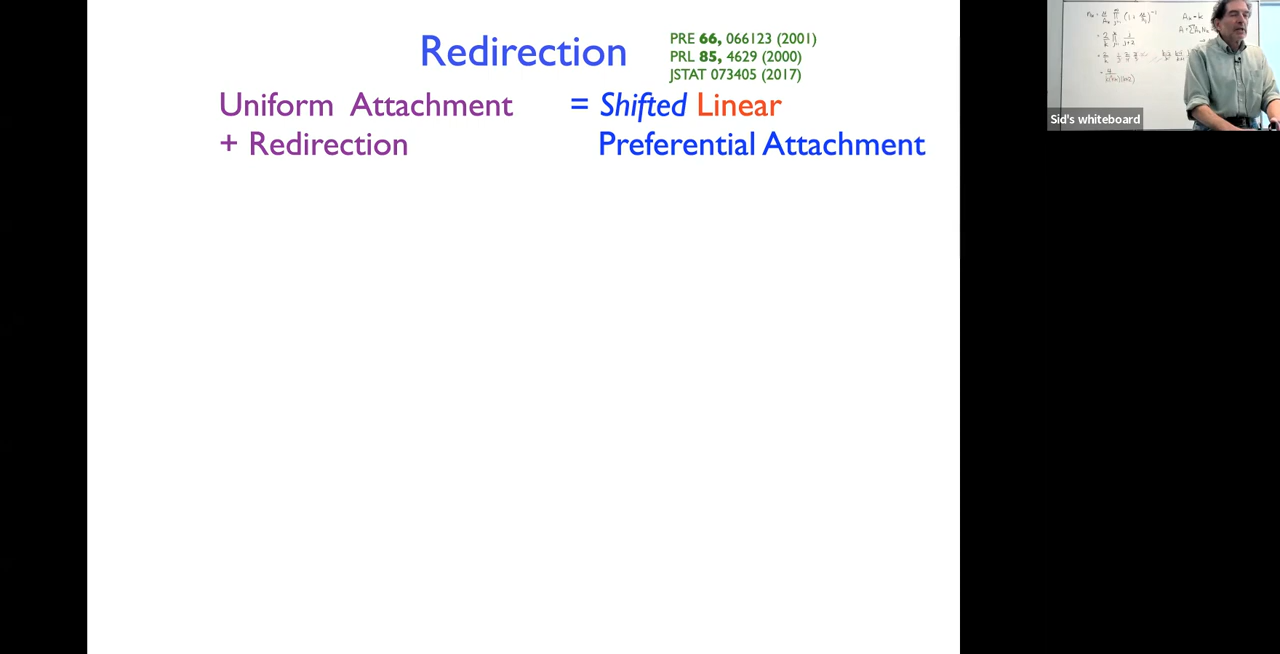 Redirection
PRE 66, 066123 (2001)
PRL 85, 4629 (2000)
JSTAT 073405 (2017)
Uniform Attachment = Shifted Linear
+ Redirection Preferential Attachment
Sid's whiteboard